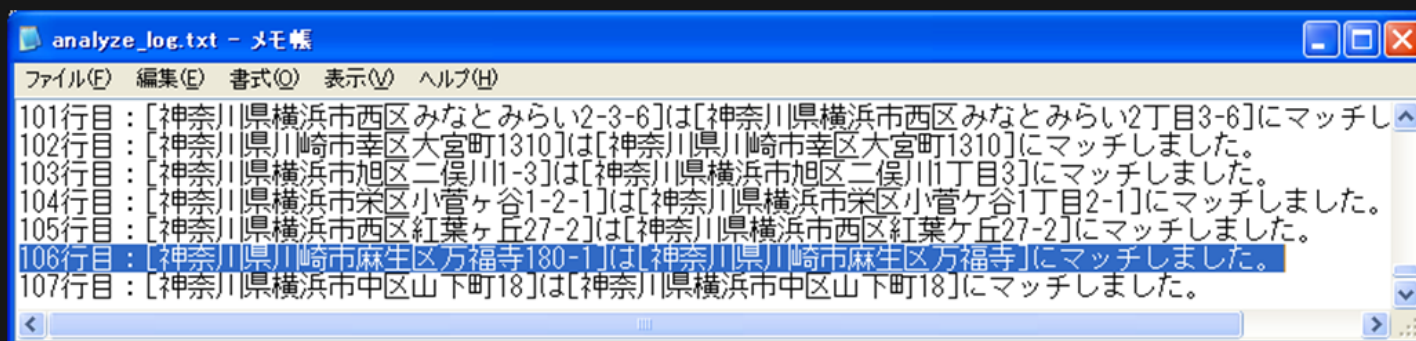 analyze_log.txt - メモ帳
ファイル(F) 編集(E) 書式(O) 表示(V) ヘルプ(H)
101行目：[神奈川県横浜市西区みなとみらい2-3-6]は[神奈川県横浜市西区みなとみらい2丁目3-6]にマッチし
102行目：[神奈川県川崎市幸区大宮町1310]は[神奈川県川崎市幸区大宮町1310]にマッチしました。
103行目：[神奈川県横浜市旭区二俣川1-3]は[神奈川県横浜市旭区二俣川1丁目3]にマッチしました。
104行目：[神奈川県横浜市栄区小菅ヶ谷1-2-1]は[神奈川県横浜市栄区小菅ケ谷1丁目2-1]にマッチしました。
105行目：[神奈川県横浜市西区紅葉ヶ丘27-2]は[神奈川県横浜市西区紅葉ケ丘27-2]にマッチしました。
106行目：[神奈川県川崎市麻生区万福寺180-1]は[神奈川県川崎市麻生区万福寺]にマッチしました。
107行目：[神奈川県横浜市中区山下町18]は[神奈川県横浜市中区山下町18]にマッチしました。